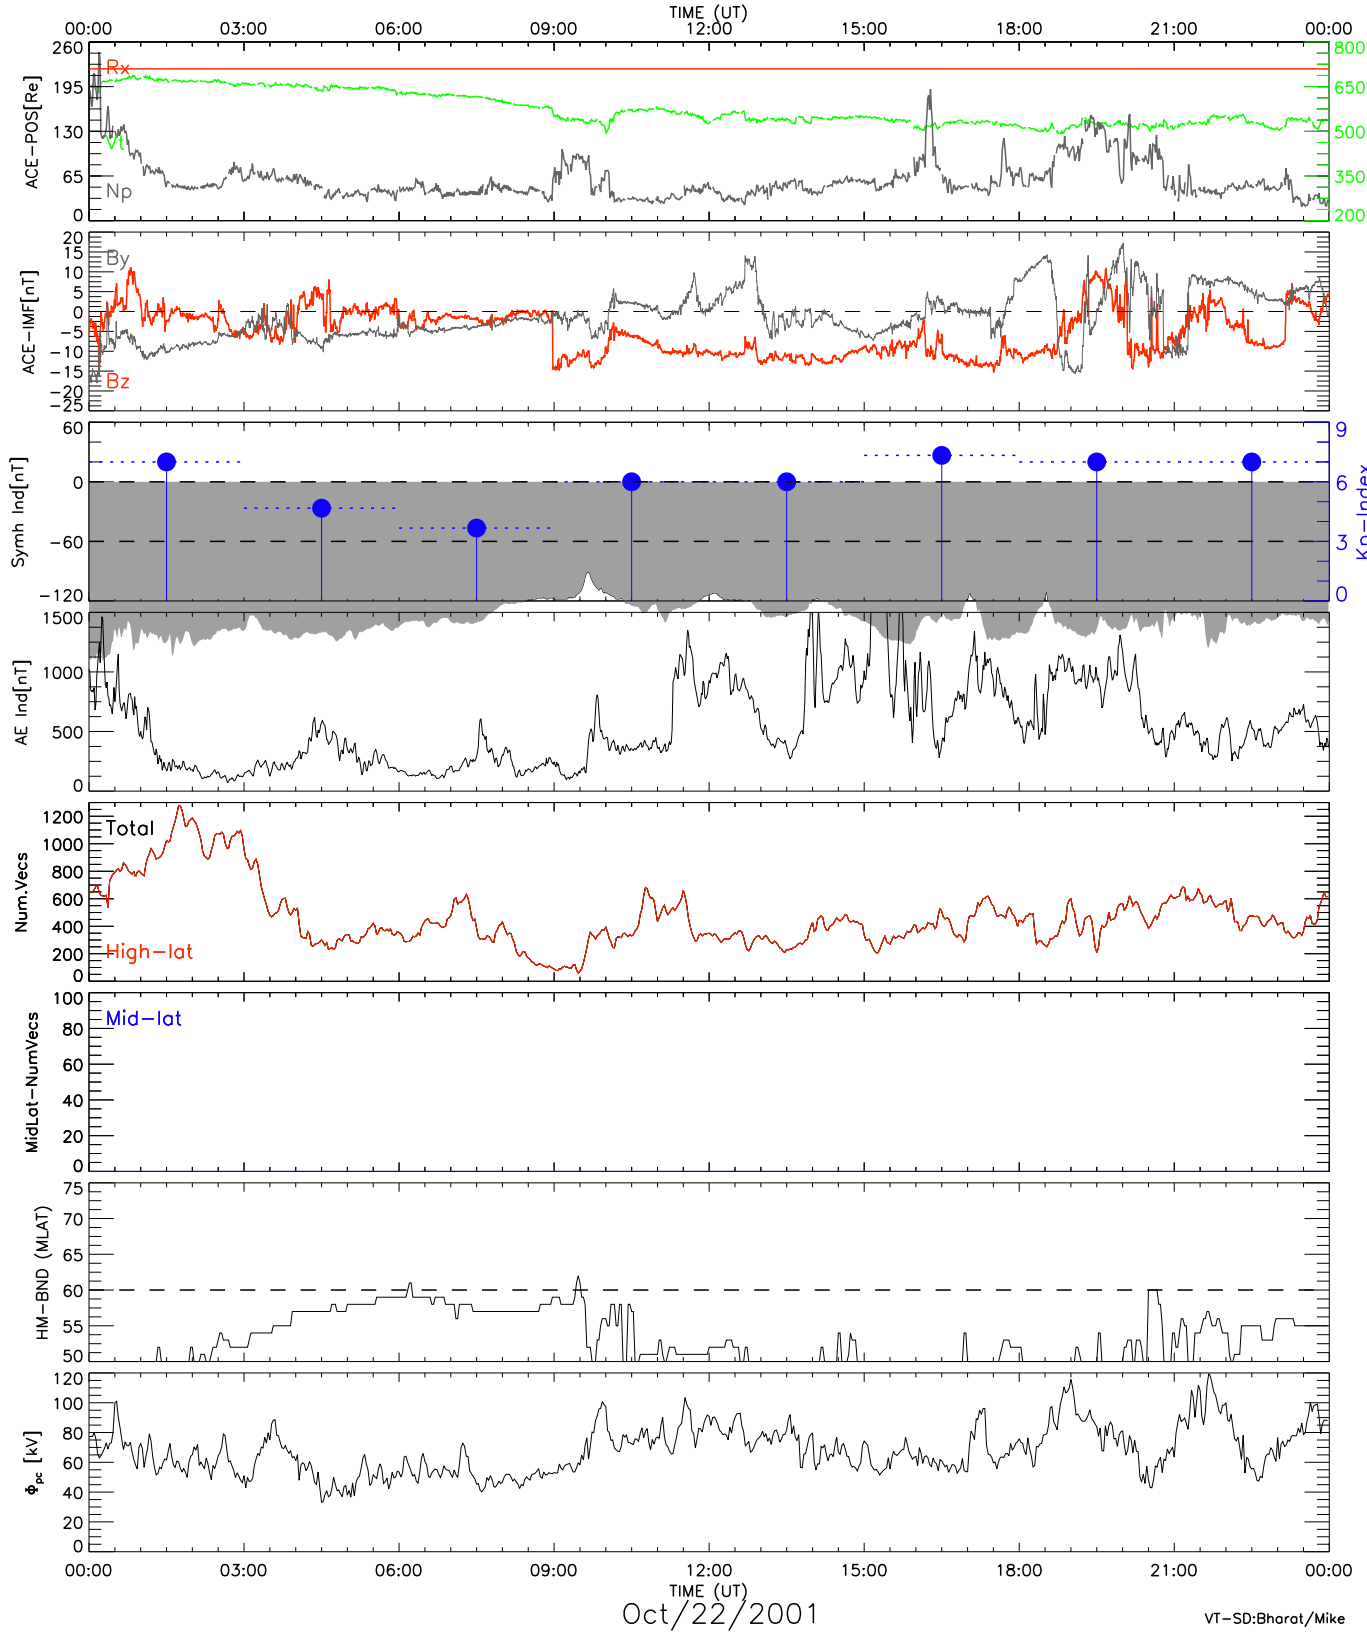 TIME (UT)
00:00 03:00 06:00 09:00 12:00 15:00 18:00 21:00 00:00
ACE-POS[Re]
260 195 130 65 0
Rx
Vt
Np
800 650 500 350 200
ACE-IMF[nT]
20 15 10 5 0 -5 -10 -15 -20 -25
By
Bz
Symh Ind[nT]
60 0 -60 -120
9 6 3 0
Kp-Index
AE Ind[nT]
1500 1000 500 0
Num.Vecs
1200 1000 800 600 400 200 0
Total
High-lat
MidLat-NumVecs
100 80 60 40 20 0
Mid-lat
HM-BND (MLAT)
75 70 65 60 55 50
Φpc [kV]
120 100 80 60 40 20 0
00:00 03:00 06:00 09:00 12:00 15:00 18:00 21:00 00:00
TIME (UT)
Oct/22/2001
VT-SD:Bharat/Mike